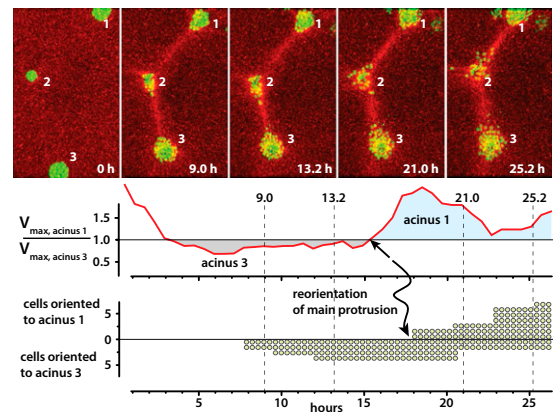 1
2
3
0 h
1
2
3
9.0 h
1
2
3
13.2 h
1
2
3
21.0 h
1
2
3
25.2 h
V max, acinus 1
V max, acinus 3
1.5
1.0
0.5
9.0
13.2
21.0
25.2
acinus 1
acinus 3
reorientation
of main protrusion
cells oriented
to acinus 1
cells oriented
to acinus 3
5
0
5
5
10
15
20
25
hours